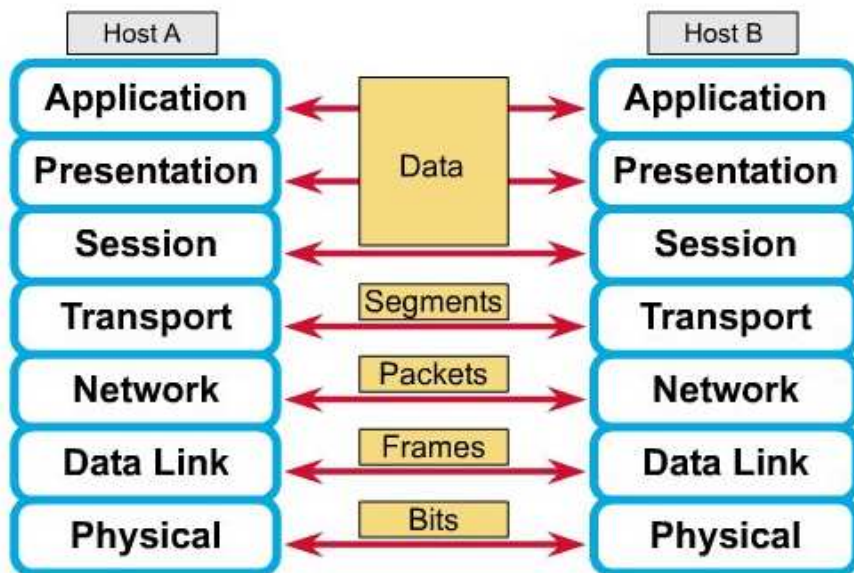 Host A
Host B
Application
Application
Presentation
Data
Presentation
Session
Session
Segments
Transport
Transport
Packets
Network
Network
Frames
Data Link
Data Link
Bits
Physical
Physical